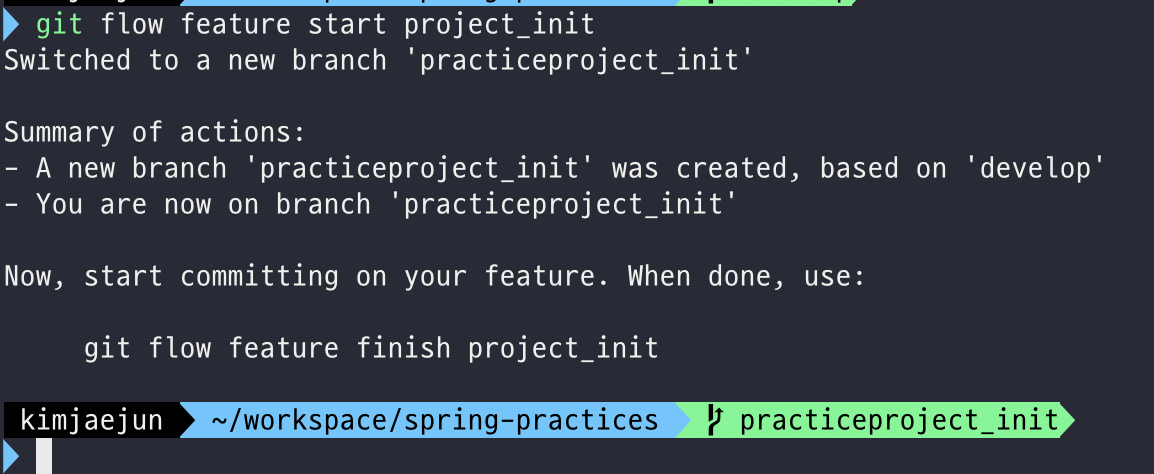 git flow feature start project_init
Switched to a new branch 'practiceproject_init'
Summary of actions:
- A new branch 'practiceproject_init' was created, based on 'develop'
- You are now on branch 'practiceproject_init'
Now, start committing on your feature. When done, use:
git flow feature finish project_init
kimjaejun ~/workspace/spring-practices practiceproject_init